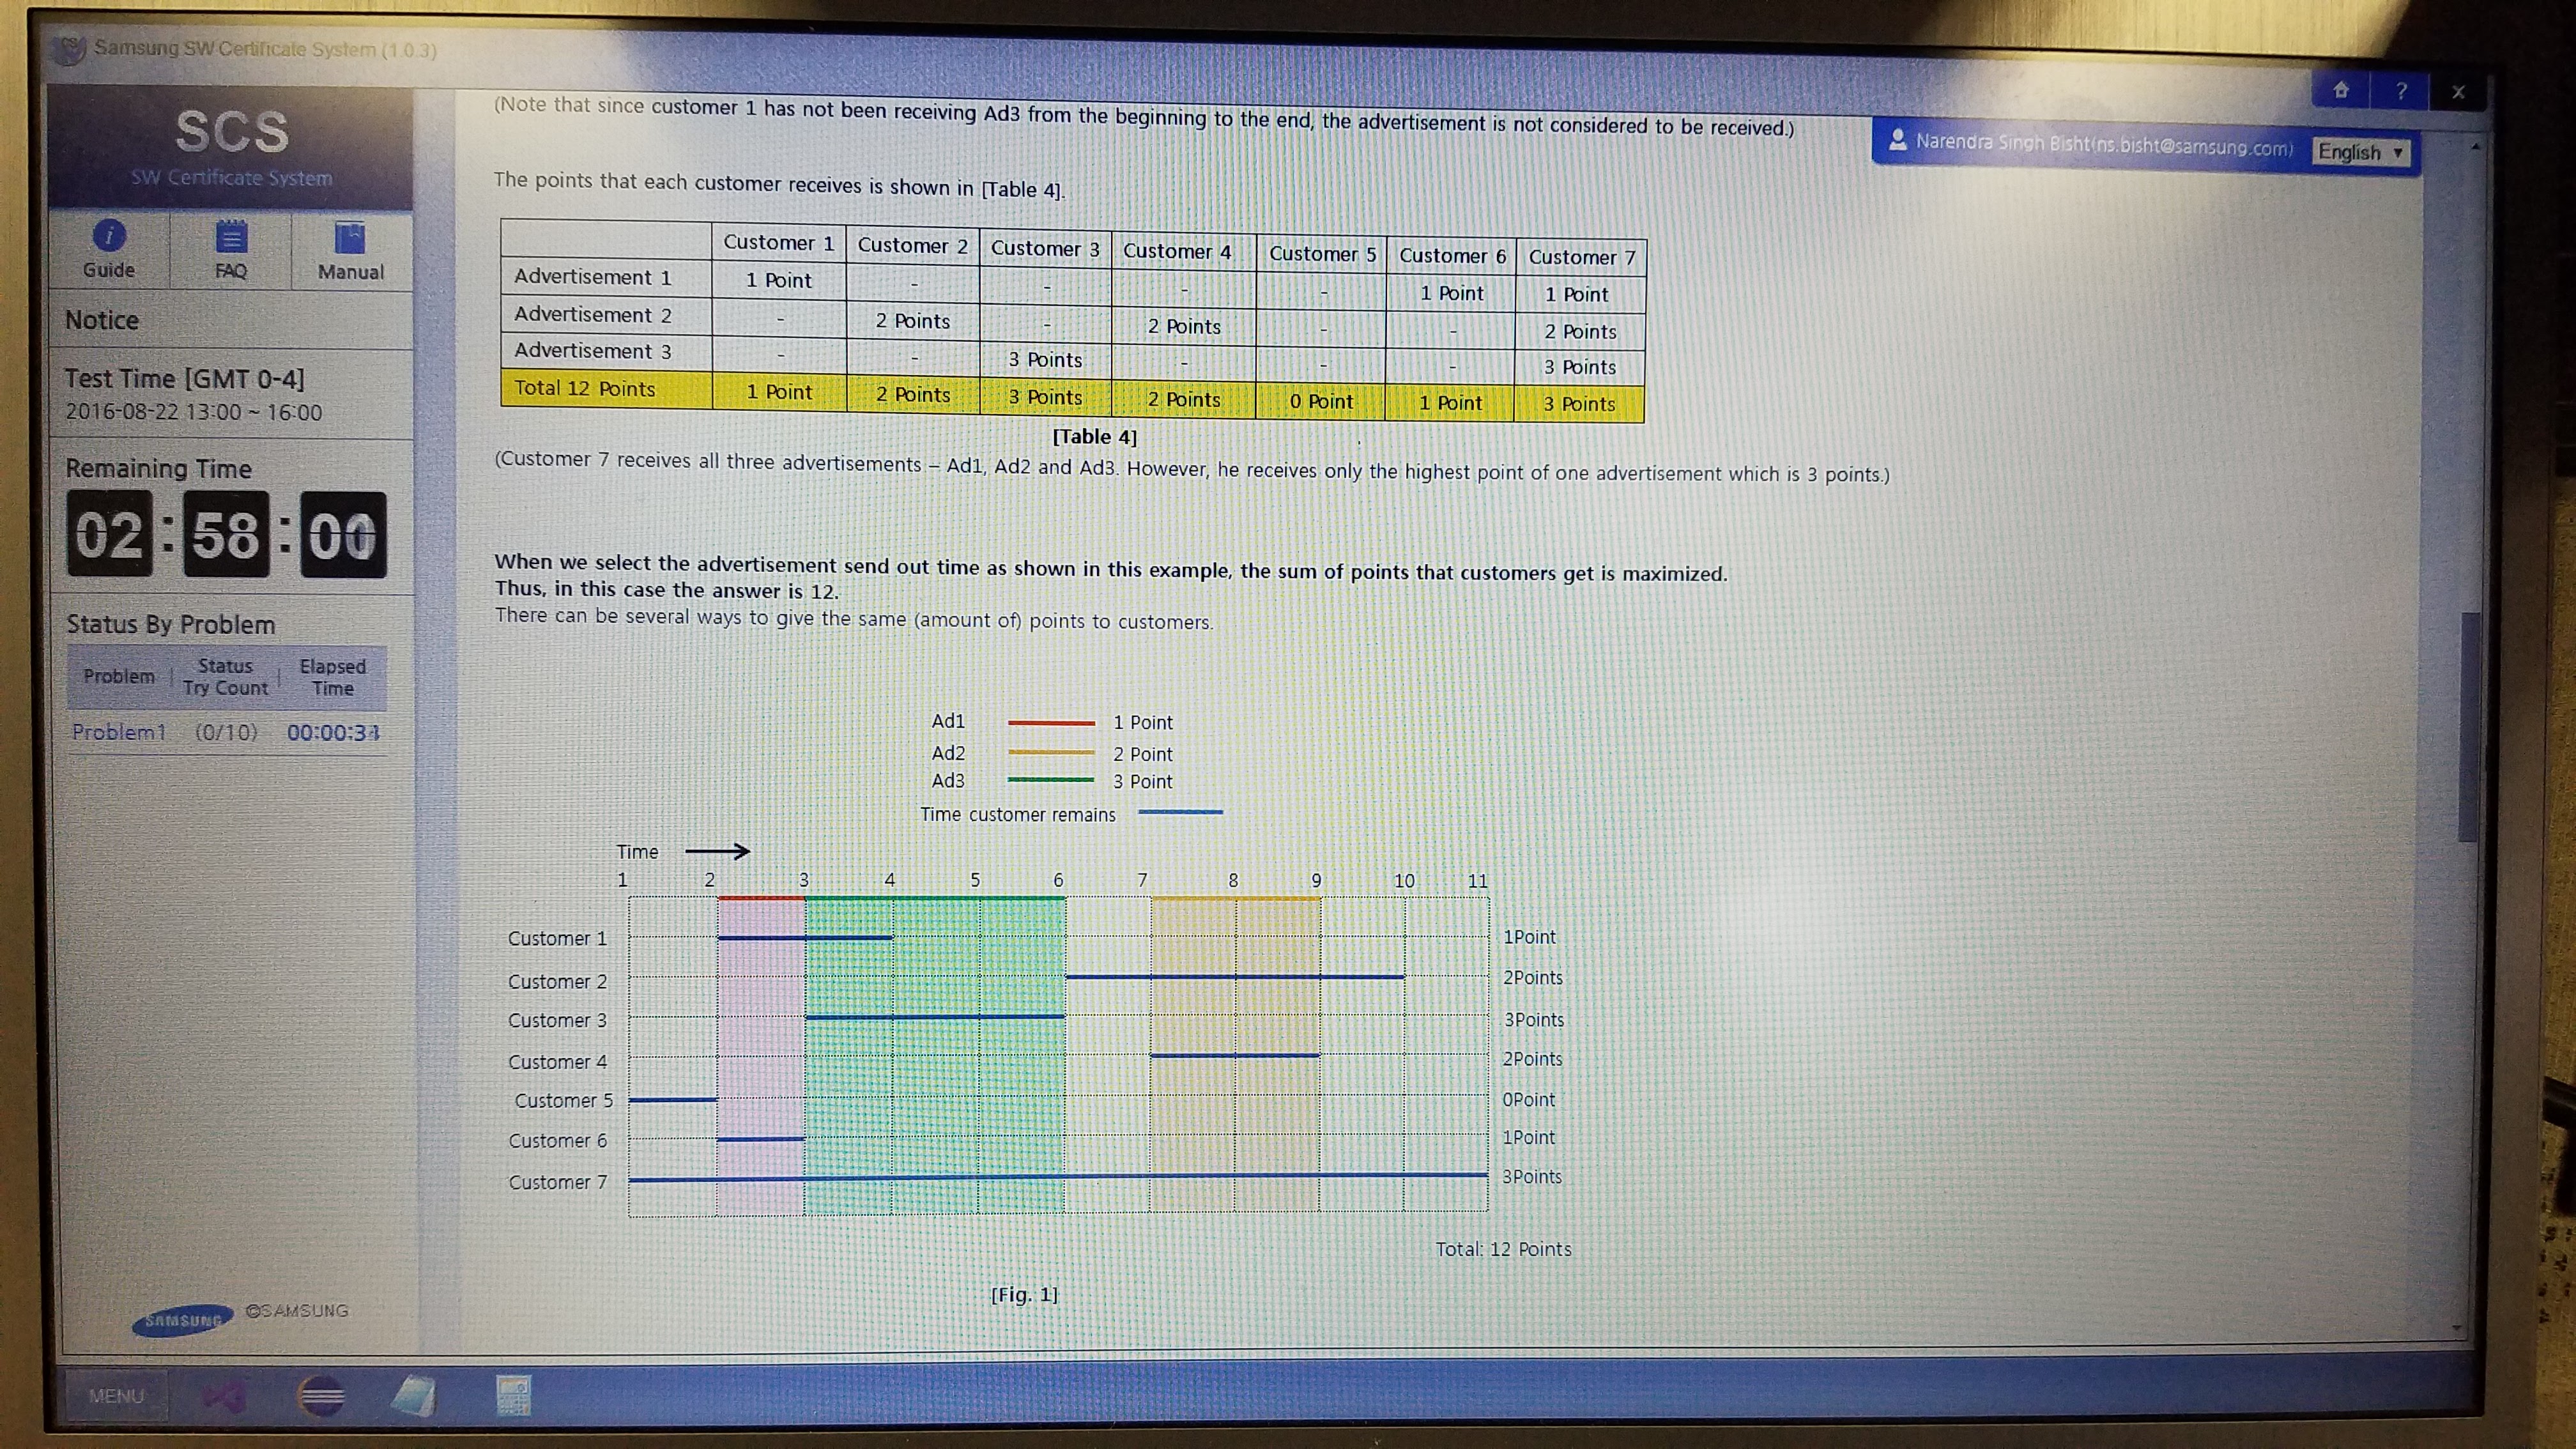 Samsung SW Certificate System (1.0.3)
SCS
SW Certificate System
Guide
FAQ
Manual
Notice
Test Time [GMT 0-4]
2016-08-22 13:00 ~ 16:00
Remaining Time
02 : 58 : 00
Status By Problem
Problem
Status
Try Count
Elapsed
Time
Problem1 (0/10) 00:00:34
SAMSUNG
©SAMSUNG
MENU
?
X
Narendra Singh Bisht(ns.bisht@samsung.com)
English
(Note that since customer 1 has not been receiving Ad3 from the beginning to the end, the advertisement is not considered to be received.)
The points that each customer receives is shown in [Table 4].
Customer 1 Customer 2 Customer 3 Customer 4 Customer 5 Customer 6 Customer 7
Advertisement 1 1 Point - - - - 1 Point 1 Point
Advertisement 2 - 2 Points - 2 Points - - 2 Points
Advertisement 3 - - 3 Points - - - 3 Points
Total 12 Points 1 Point 2 Points 3 Points 2 Points 0 Point 1 Point 3 Points
[Table 4]
(Customer 7 receives all three advertisements – Ad1, Ad2 and Ad3. However, he receives only the highest point of one advertisement which is 3 points.)
When we select the advertisement send out time as shown in this example, the sum of points that customers get is maximized.
Thus, in this case the answer is 12.
There can be several ways to give the same (amount of) points to customers.
Ad1 1 Point
Ad2 2 Point
Ad3 3 Point
Time customer remains
Time
1 2 3 4 5 6 7 8 9 10 11
Customer 1 1Point
Customer 2 2Points
Customer 3 3Points
Customer 4 2Points
Customer 5 0Point
Customer 6 1Point
Customer 7 3Points
Total: 12 Points
[Fig. 1]